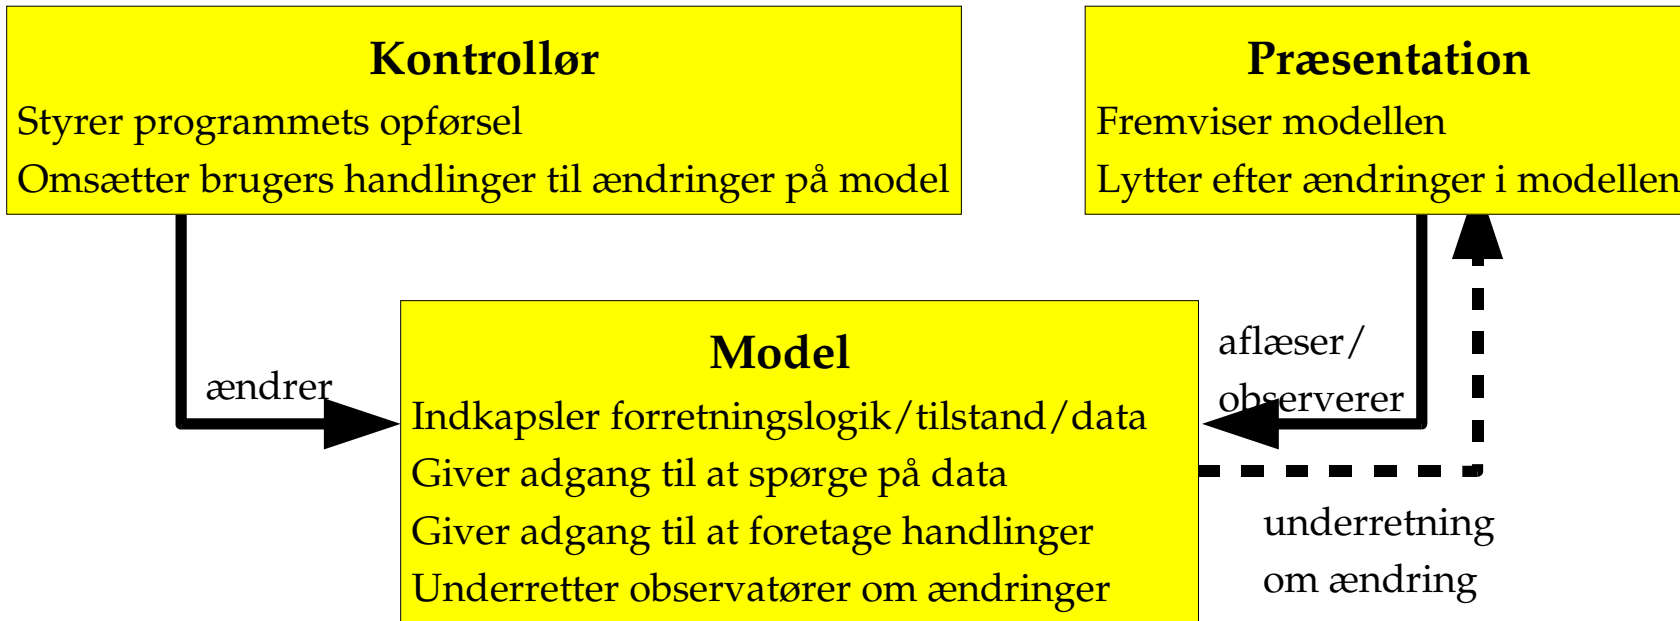 Kontrollør
Styrer programmets opførsel
Omsætter brugers handlinger til ændringer på model
Præsentation
Fremviser modellen
Lytter efter ændringer i modellen
ændrer
Model
Indkapsler forretningslogik/tilstand/data
Giver adgang til at spørge på data
Giver adgang til at foretage handlinger
Underretter observatører om ændringer
aflæser/
observerer
underretning
om ændring